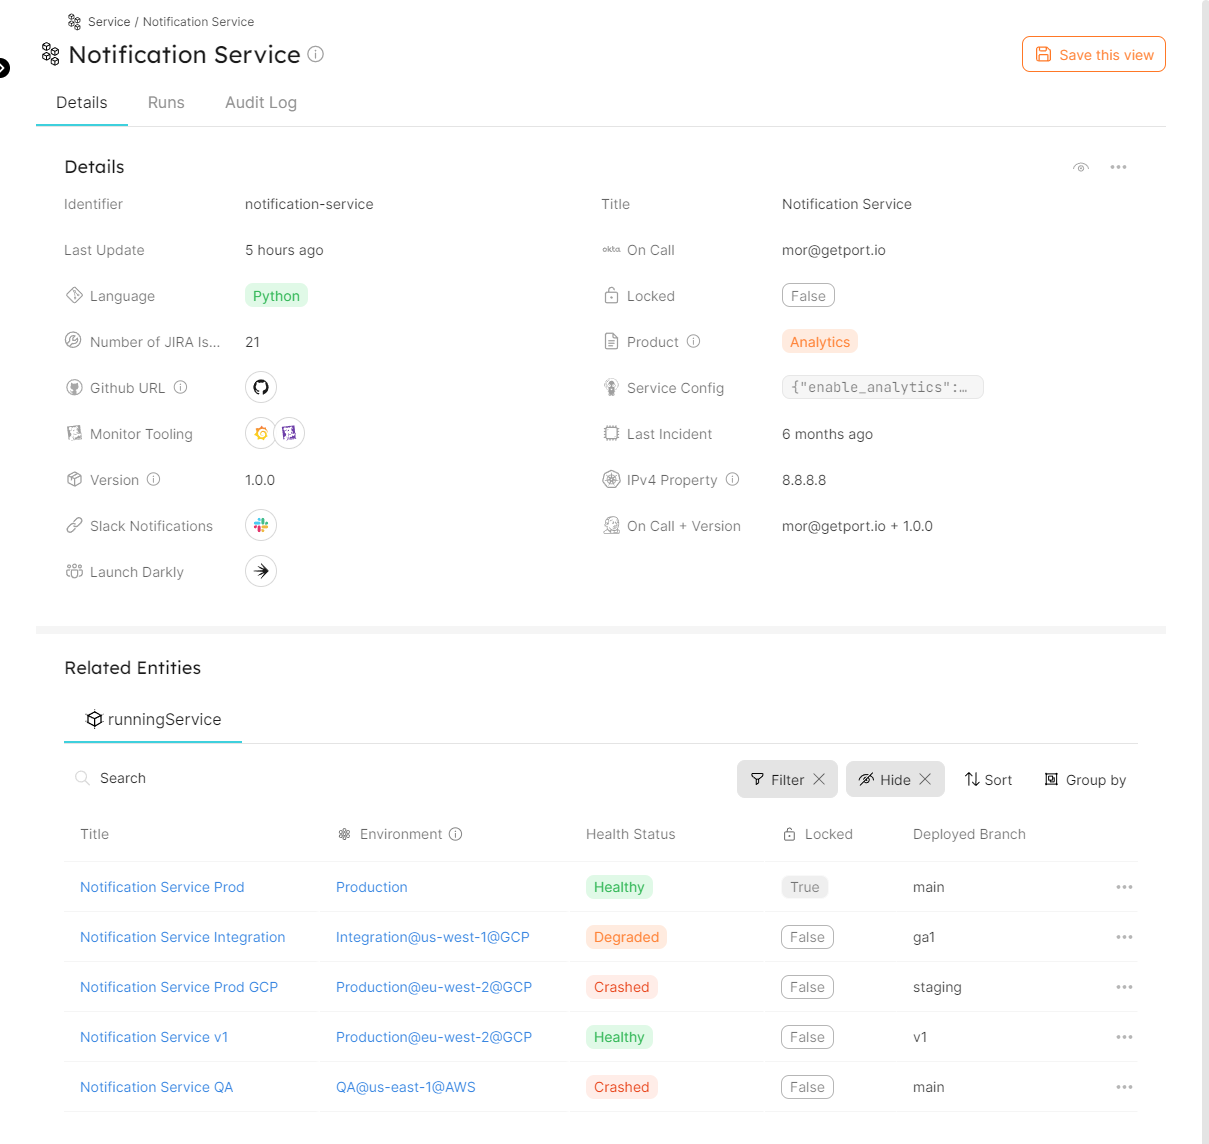 Service / Notification Service
Notification Service
Save this view
Details Runs Audit Log
Details
Identifier notification-service Title Notification Service
Last Update 5 hours ago okta On Call mor@getport.io
Language Python Locked False
Number of JIRA Is... 21 Product Analytics
Github URL Service Config {"enable_analytics":…
Monitor Tooling Last Incident 6 months ago
Version 1.0.0 IPv4 Property 8.8.8.8
Slack Notifications On Call + Version mor@getport.io + 1.0.0
Launch Darkly
Related Entities
runningService
Search Filter Hide Sort Group by
Title Environment Health Status Locked Deployed Branch
Notification Service Prod Production Healthy True main
Notification Service Integration Integration@us-west-1@GCP Degraded False ga1
Notification Service Prod GCP Production@eu-west-2@GCP Crashed False staging
Notification Service v1 Production@eu-west-2@GCP Healthy False v1
Notification Service QA QA@us-east-1@AWS Crashed False main